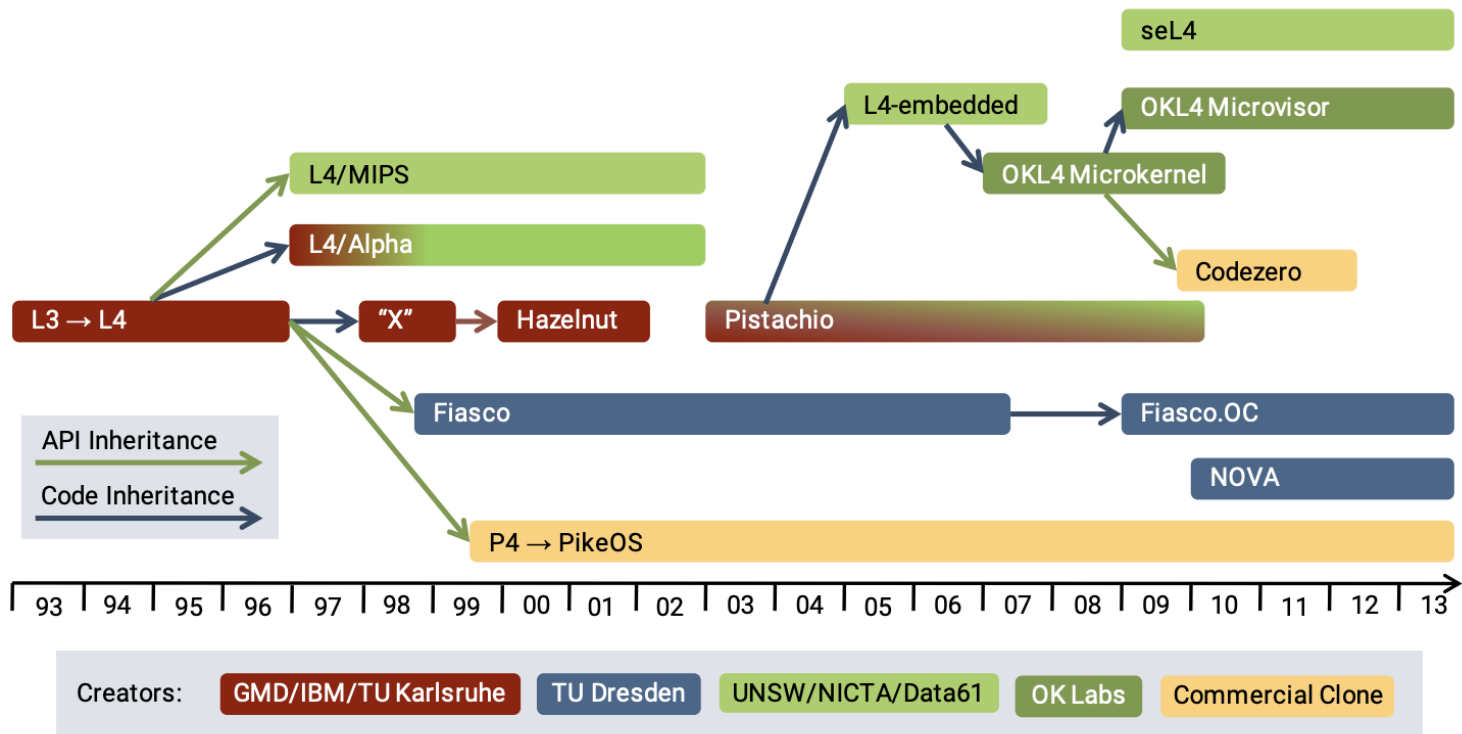 seL4
L4-embedded
OKL4 Microvisor
L4/MIPS
OKL4 Microkernel
L4/Alpha
Codezero
L3 → L4
“X”
Hazelnut
Pistachio
Fiasco
Fiasco.OC
API Inheritance
Code Inheritance
NOVA
P4 → PikeOS
93 94 95 96 97 98 99 00 01 02 03 04 05 06 07 08 09 10 11 12 13
Creators: GMD/IBM/TU Karlsruhe TU Dresden UNSW/NICTA/Data61 OK Labs Commercial Clone